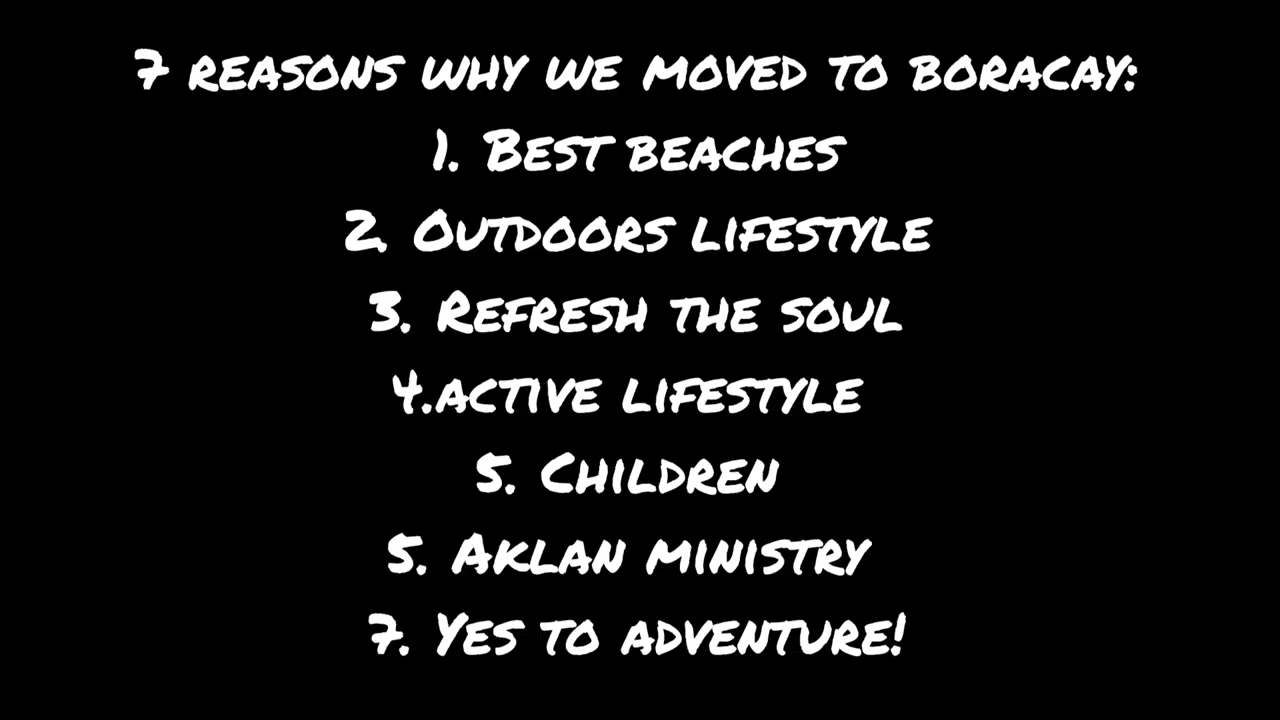 7 reasons why we moved to boracay:
1. Best beaches
2. Outdoors lifestyle
3. Refresh the soul
4.active lifestyle
5. Children
5. Aklan ministry
7. Yes to adventure!